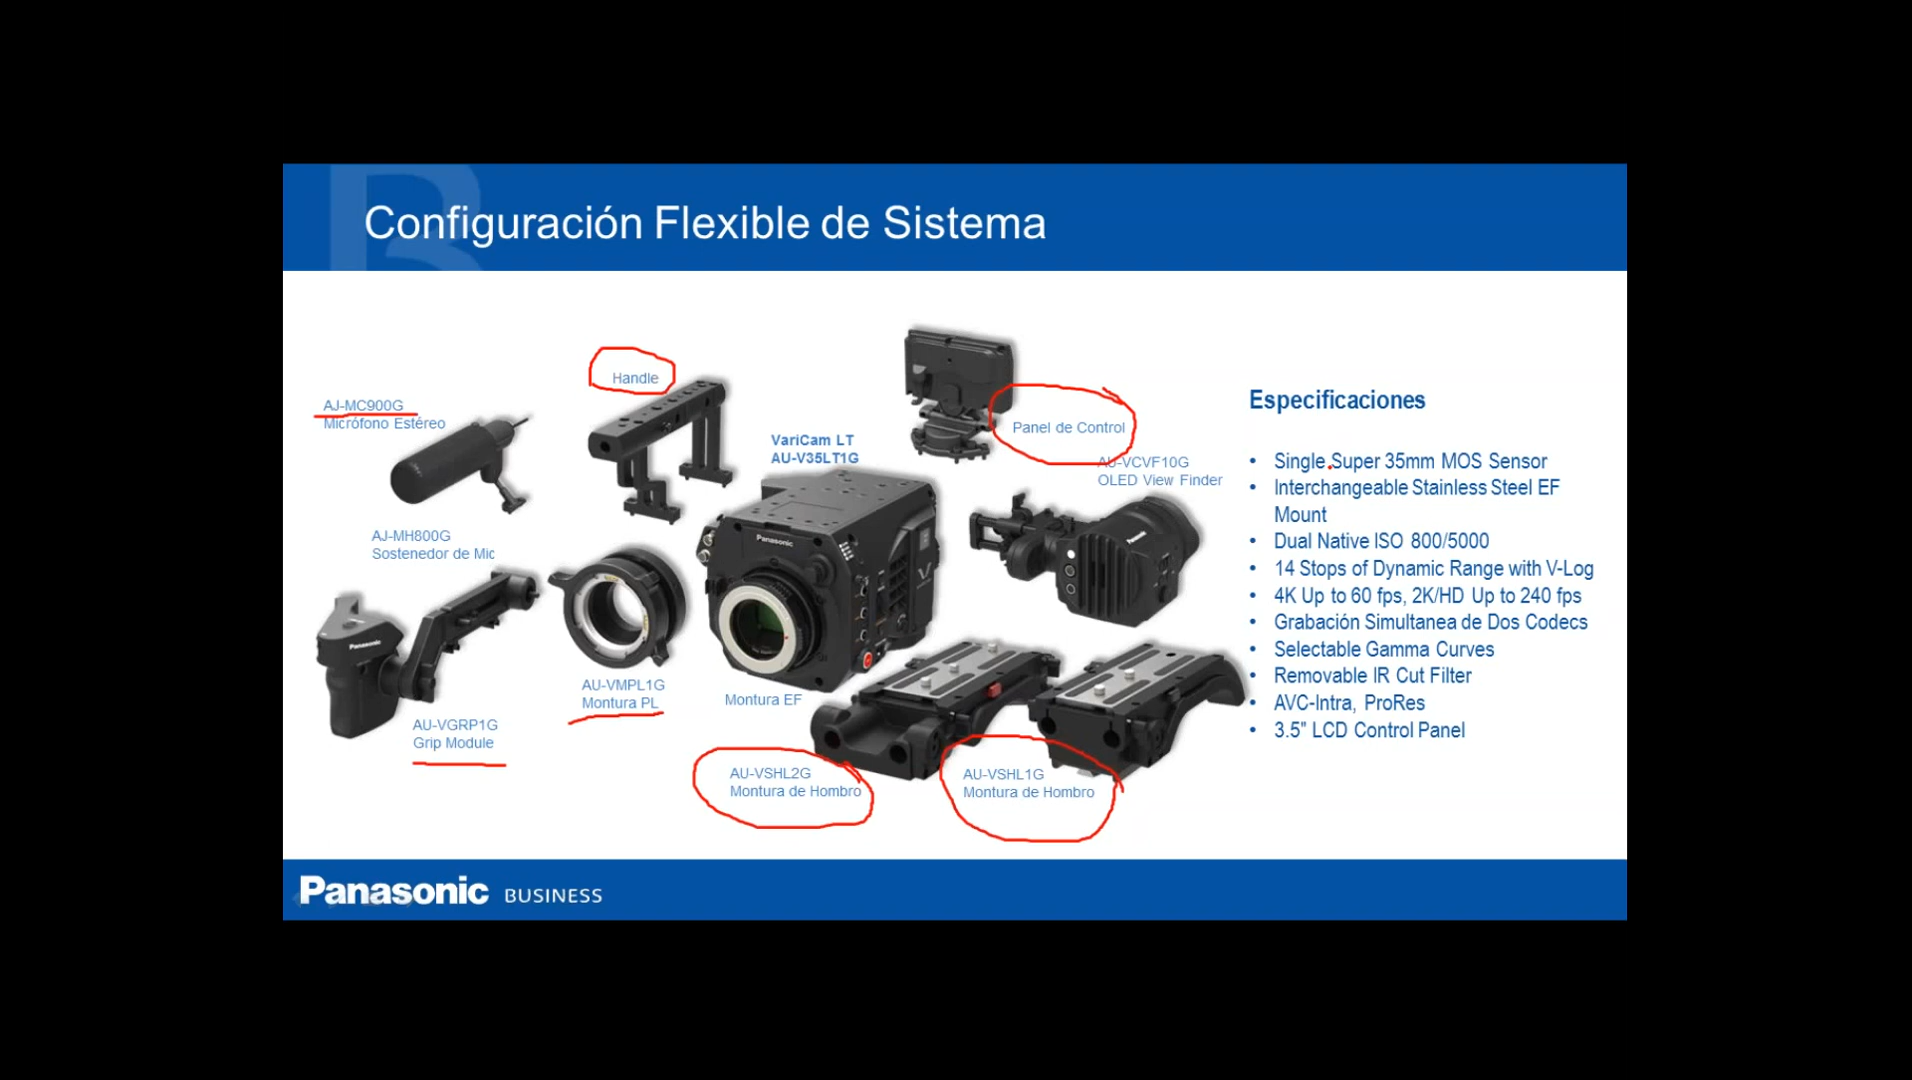 Configuración Flexible de Sistema
Handle
AJ-MC900G
Micrófono Estéreo
VariCam LT
AU-V35LT1G
Panel de Control
AU-VCVF10G
OLED View Finder
AJ-MH800G
Sostenedor de Mic
Panasonic
Panasonic
Panasonic
AU-VMPL1G
Montura PL
Montura EF
AU-VGRP1G
Grip Module
AU-VSHL2G
Montura de Hombro
AU-VSHL1G
Montura de Hombro
Especificaciones
• Single Super 35mm MOS Sensor
• Interchangeable Stainless Steel EF
Mount
• Dual Native ISO 800/5000
• 14 Stops of Dynamic Range with V-Log
• 4K Up to 60 fps, 2K/HD Up to 240 fps
• Grabación Simultanea de Dos Codecs
• Selectable Gamma Curves
• Removable IR Cut Filter
• AVC-Intra, ProRes
• 3.5" LCD Control Panel
Panasonic BUSINESS